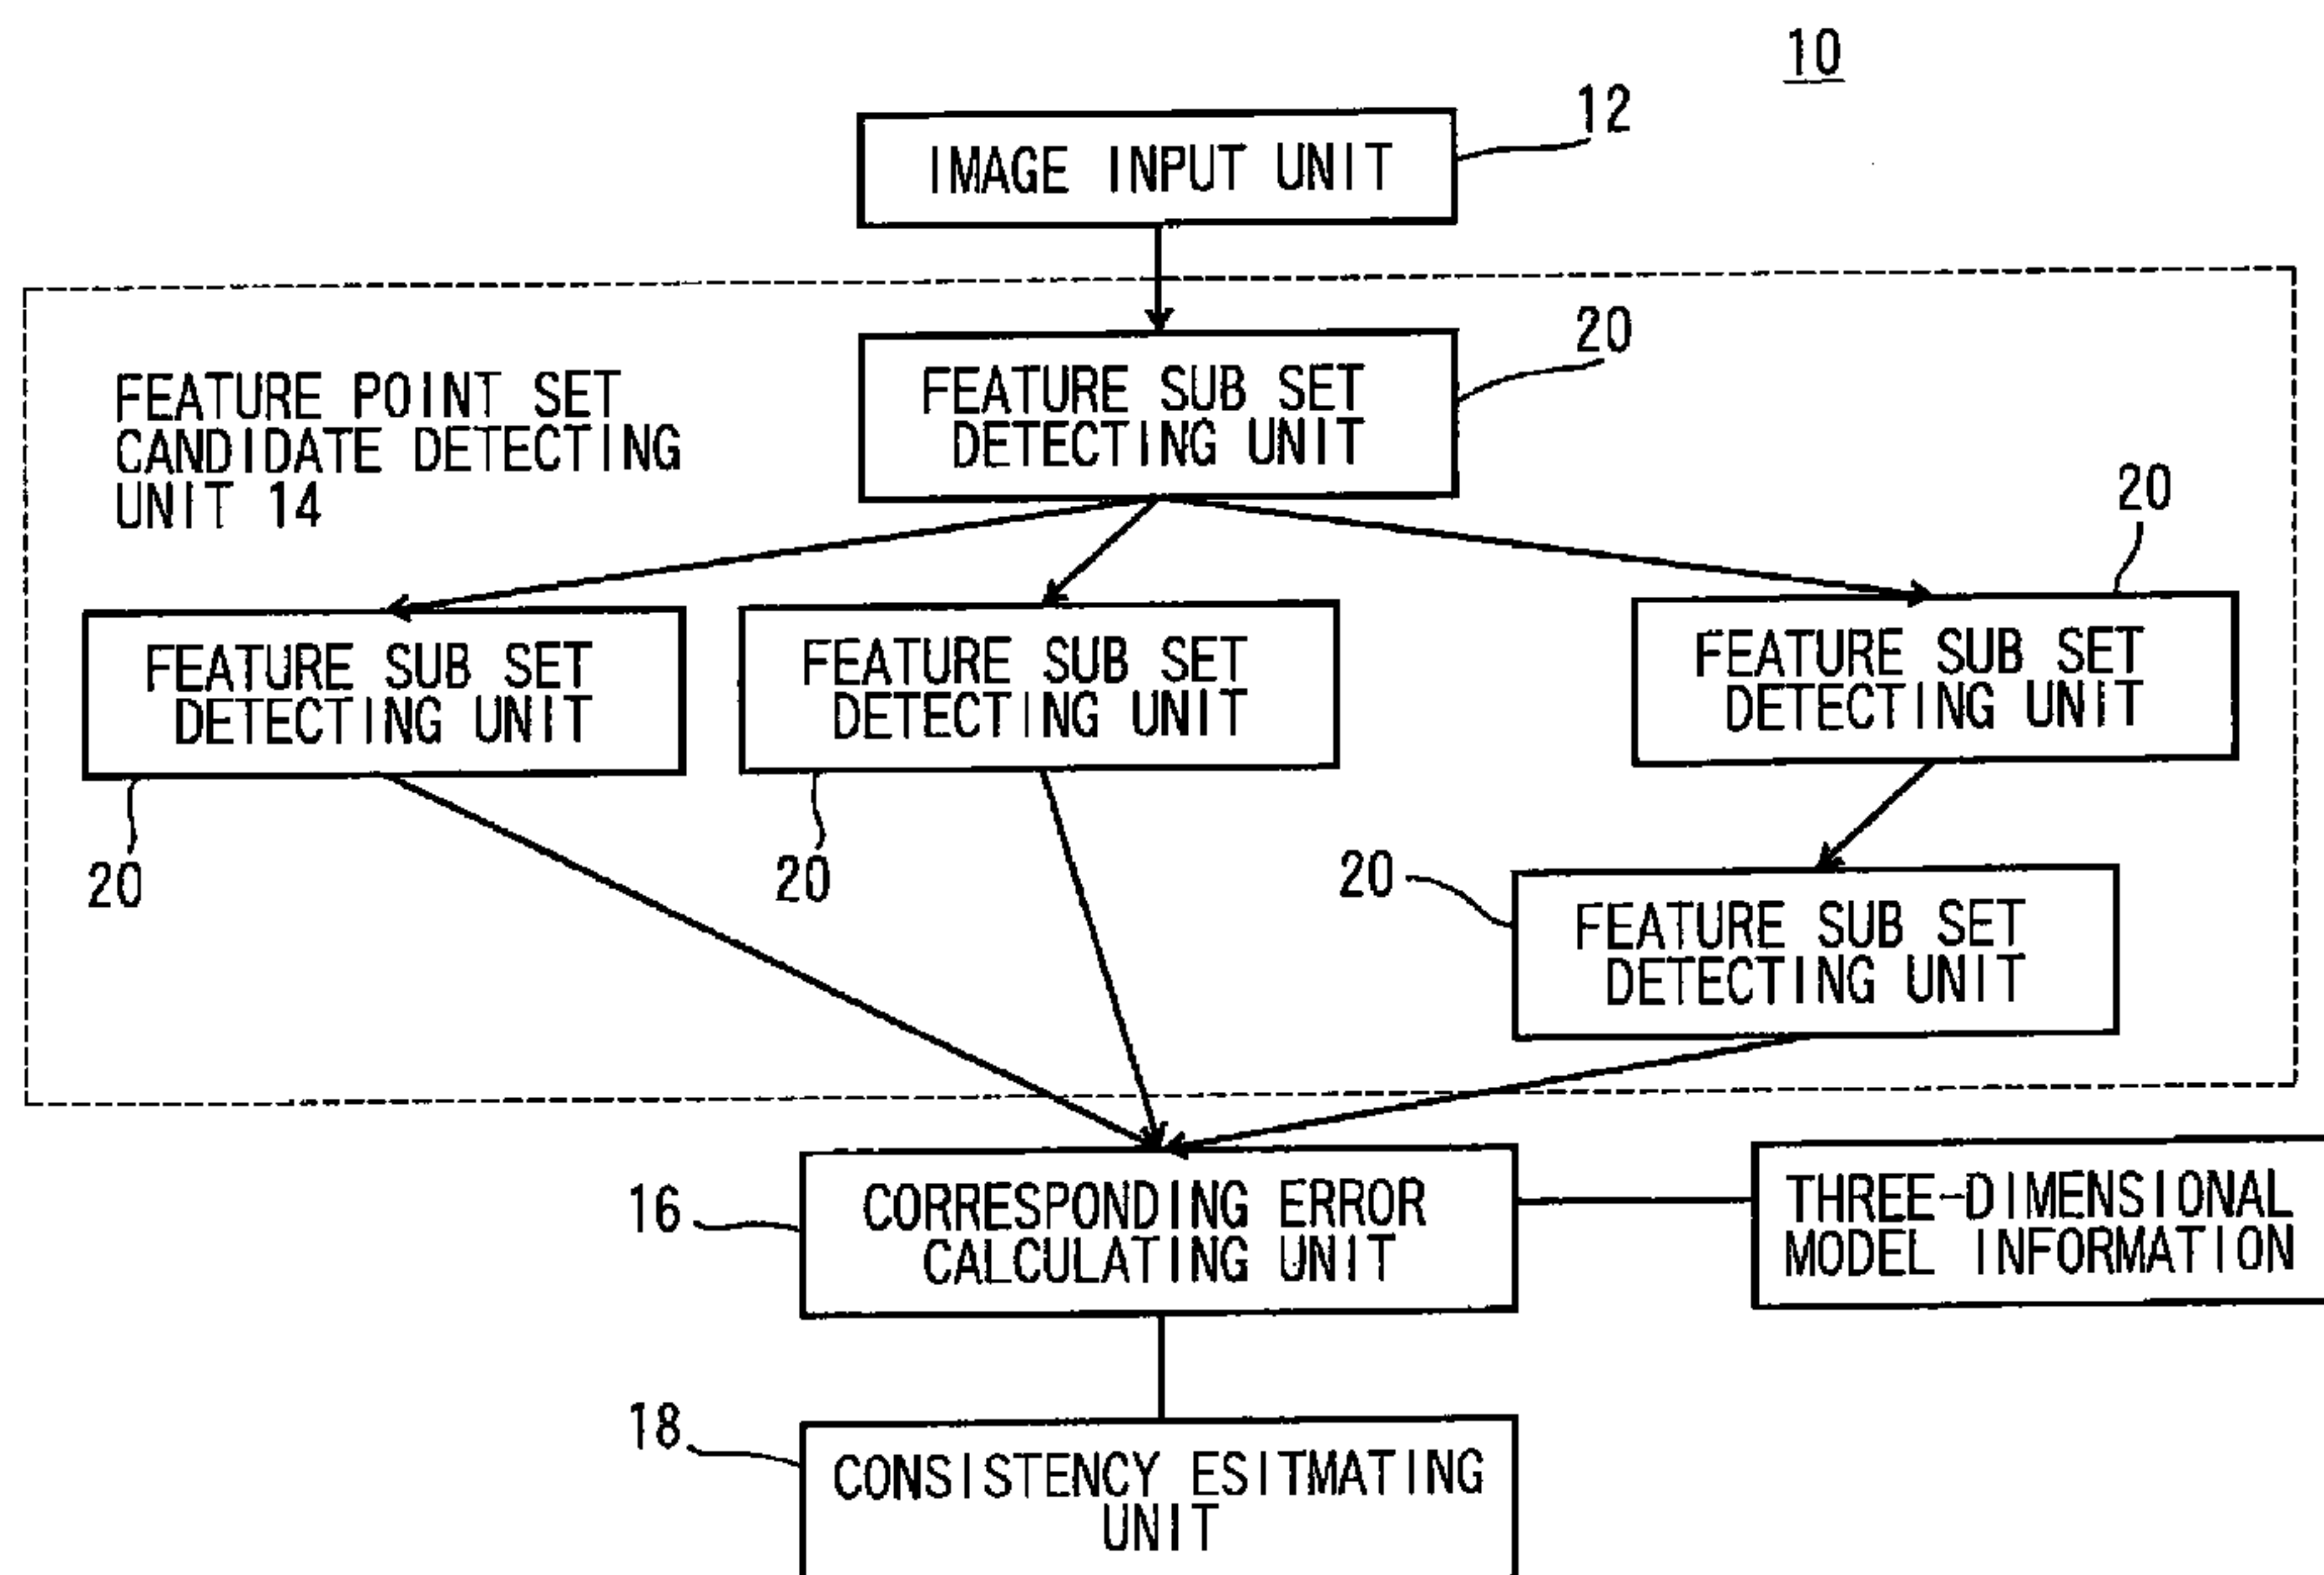 10
12
IMAGE INPUT UNIT
20
FEATURE POINT SET
CANDIDATE DETECTING
UNIT 14
FEATURE SUB SET
DETECTING UNIT
20
FEATURE SUB SET
DETECTING UNIT
FEATURE SUB SET
DETECTING UNIT
FEATURE SUB SET
DETECTING UNIT
20
20
20
FEATURE SUB SET
DETECTING UNIT
16
CORRESPONDING ERROR
CALCULATING UNIT
THREE-DIMENSIONAL
MODEL INFORMATION
18
CONSISTENCY ESITMATING
UNIT